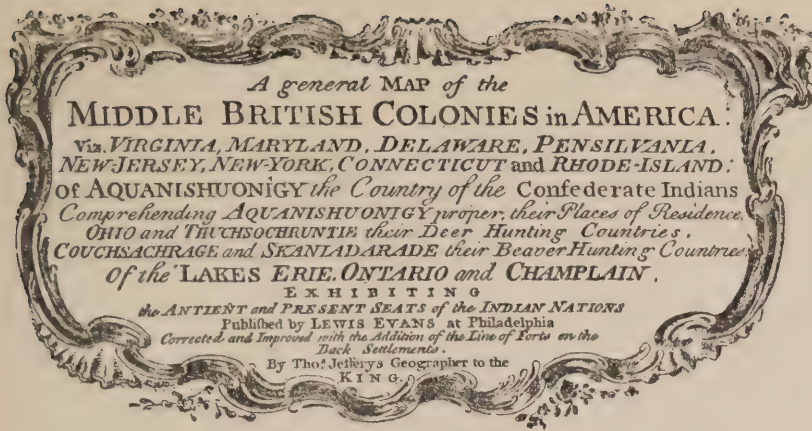 A general MAP of the
MIDDLE BRITISH COLONIES in AMERICA:
Viz. VIRGINIA, MARYLAND, DELAWARE, PENSILVANIA,
NEW-JERSEY, NEW-YORK, CONNECTICUT and RHODE-ISLAND:
Of AQUANISHUONÎGY the Country of the Confederate Indians
Comprehending AQUANISHUONIGY proper, their Places of Residence,
OHIO and THUCHSOCHRUNTIE their Deer Hunting Countries,
COUCHSACHRAGE and SKANIADARADE their Beaver Hunting Countries,
Of the LAKES ERIE, ONTARIO and CHAMPLAIN,
EXHIBITING
the ANTIENT and PRESENT SEATS of the INDIAN NATIONS
Publiſhed by LEWIS EVANS at Philadelphia
Corrected and Improved with the Addition of the Line of Forts on the
Back Settlements.
By Thoˢ. Jefferys Geographer to the
KING.